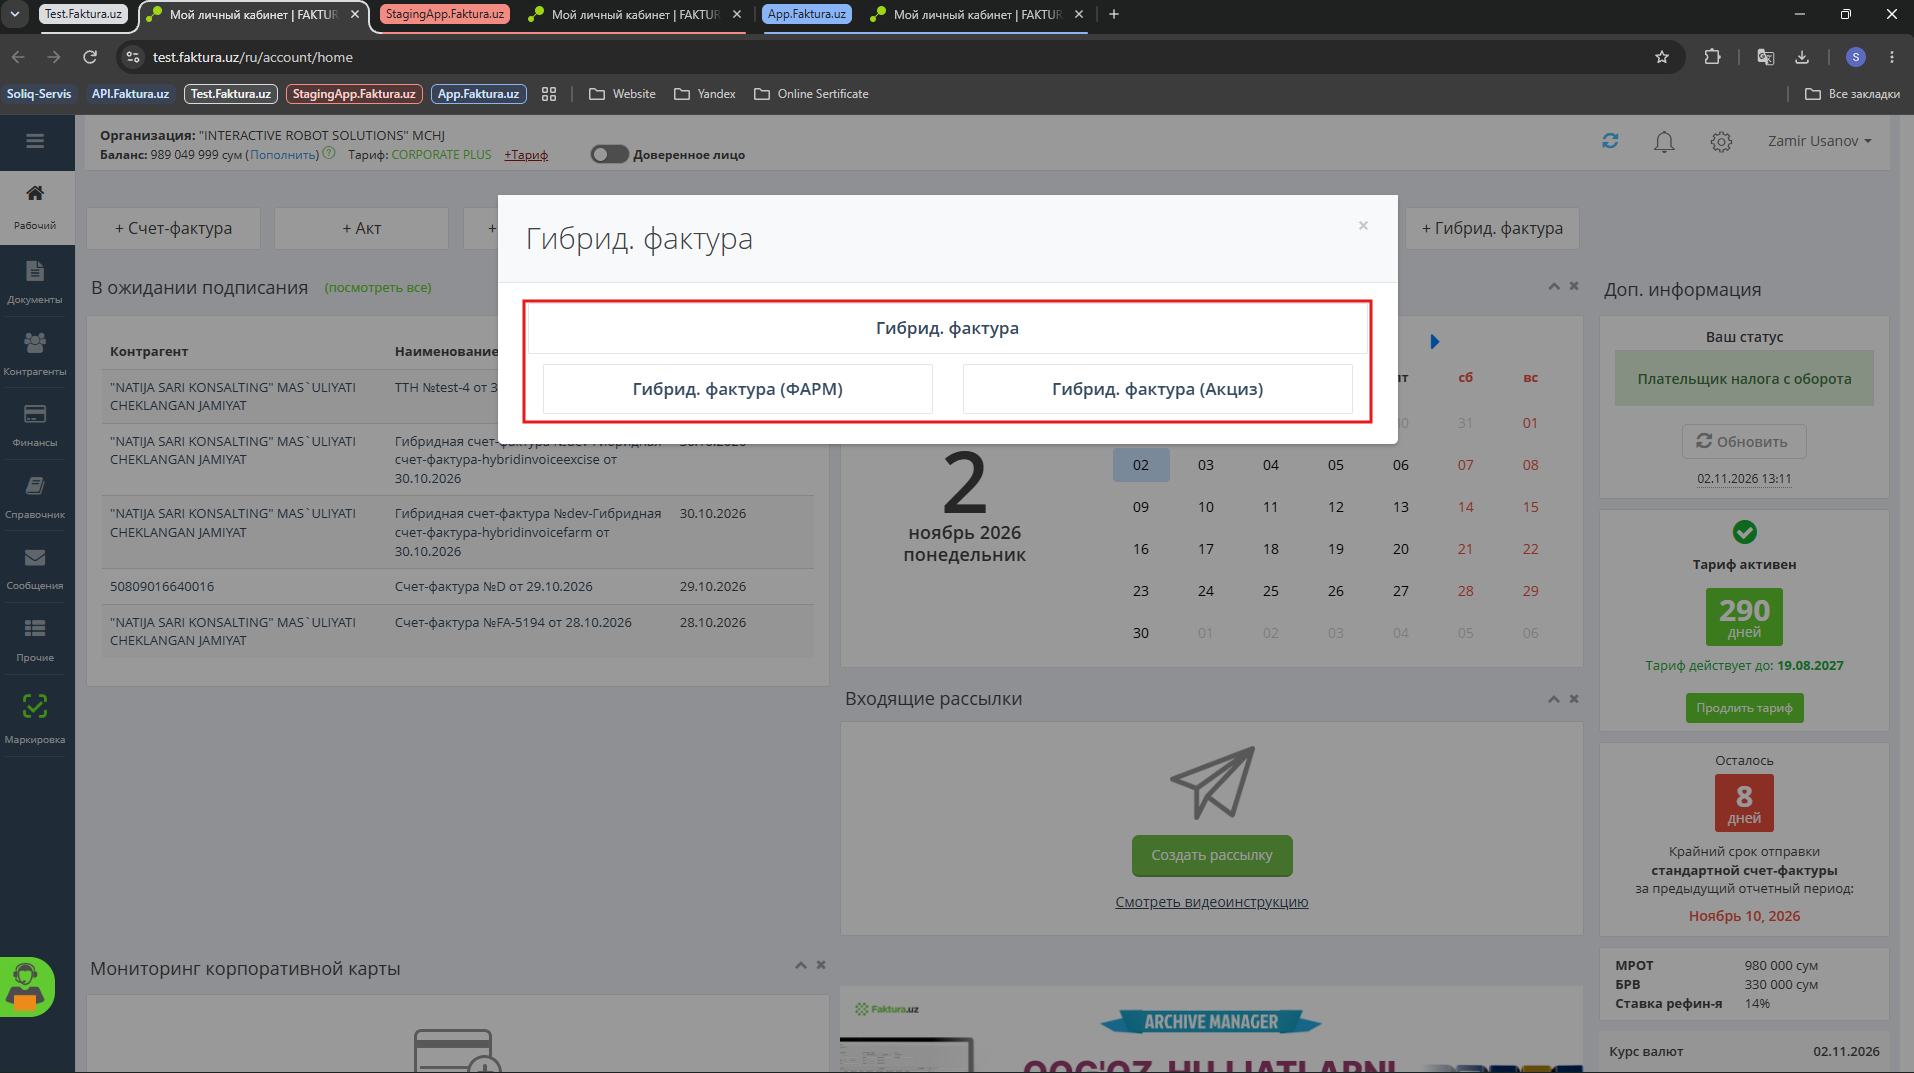 Test.Faktura.uz
Мой личный кабинет | FAKTUR
StagingApp.Faktura.uz
Мой личный кабинет | FAKTUR
App.Faktura.uz
Мой личный кабинет | FAKTUR
test.faktura.uz/ru/account/home
S
Soliq-Servis
API.Faktura.uz
Test.Faktura.uz
StagingApp.Faktura.uz
App.Faktura.uz
Website
Yandex
Online Sertificate
Все закладки
Организация: "INTERACTIVE ROBOT SOLUTIONS" MCHJ
Баланс: 989 049 999 сум (Пополнить) ? Тариф: CORPORATE PLUS +Тариф
Доверенное лицо
Zamir Usanov
Рабочий
Документы
Контрагенты
Финансы
Справочник
Сообщения
Прочие
Маркировка
+ Счет-фактура
+ Акт
+
+ Гибрид. фактура
Гибрид. фактура
×
Гибрид. фактура
Гибрид. фактура (ФАРМ)
Гибрид. фактура (Акциз)
В ожидании подписания (посмотреть все)
Контрагент
Наименование
"NATIJA SARI KONSALTING" MAS`ULIYATI
CHEKLANGAN JAMIYAT
ТТН №test-4 от 3
"NATIJA SARI KONSALTING" MAS`ULIYATI
CHEKLANGAN JAMIYAT
Гибридная счет-фактура №dev-Гибридная
счет-фактура-hybridinvoiceexcise от
30.10.2026
30.10.2026
"NATIJA SARI KONSALTING" MAS`ULIYATI
CHEKLANGAN JAMIYAT
Гибридная счет-фактура №dev-Гибридная
счет-фактура-hybridinvoicefarm от
30.10.2026
30.10.2026
50809016640016
Счет-фактура №D от 29.10.2026
29.10.2026
"NATIJA SARI KONSALTING" MAS`ULIYATI
CHEKLANGAN JAMIYAT
Счет-фактура №FA-5194 от 28.10.2026
28.10.2026
2
ноябрь 2026
понедельник
пт сб вс
30 31 01
02 03 04 05 06 07 08
09 10 11 12 13 14 15
16 17 18 19 20 21 22
23 24 25 26 27 28 29
30 01 02 03 04 05 06
Входящие рассылки
Создать рассылку
Смотреть видеоинструкцию
Мониторинг корпоративной карты
Faktura.uz
ARCHIVE MANAGER
QOG'OZ HUJJATLARNI
Доп. информация
Ваш статус
Плательщик налога с оборота
Обновить
02.11.2026 13:11
Тариф активен
290
дней
Тариф действует до: 19.08.2027
Продлить тариф
Осталось
8
дней
Крайний срок отправки
стандартной счет-фактуры
за предыдущий отчетный период:
Ноябрь 10, 2026
МРОТ 980 000 сум
БРВ 330 000 сум
Ставка рефин-я 14%
Курс валют 02.11.2026